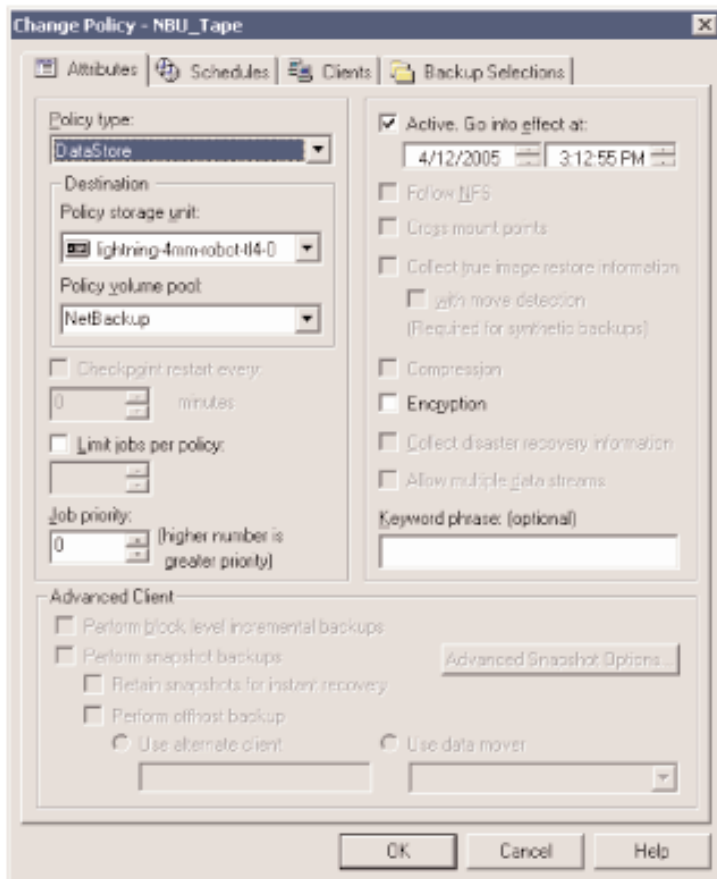 Change Policy - NBU_Tape
Attributes
Schedules
Clients
Backup Selections
Policy type:
DataStore
Destination
Policy storage unit:
lightning-4mm-robot-tl4-0
Policy volume pool:
NetBackup
Checkpoint restart every:
0
minutes
Limit jobs per policy:
Job priority:
0
(higher number is
greater priority)
Active. Go into effect at:
4/12/2005
3:12:55 PM
Follow NFS
Cross mount points
Collect true image restore information
with move detection
(Required for synthetic backups)
Compression
Encryption
Collect disaster recovery information
Allow multiple data streams
Keyword phrase: (optional)
Advanced Client
Perform block level incremental backups
Perform snapshot backups
Advanced Snapshot Options...
Retain snapshots for instant recovery
Perform offhost backup
Use alternate client
Use data mover
OK
Cancel
Help